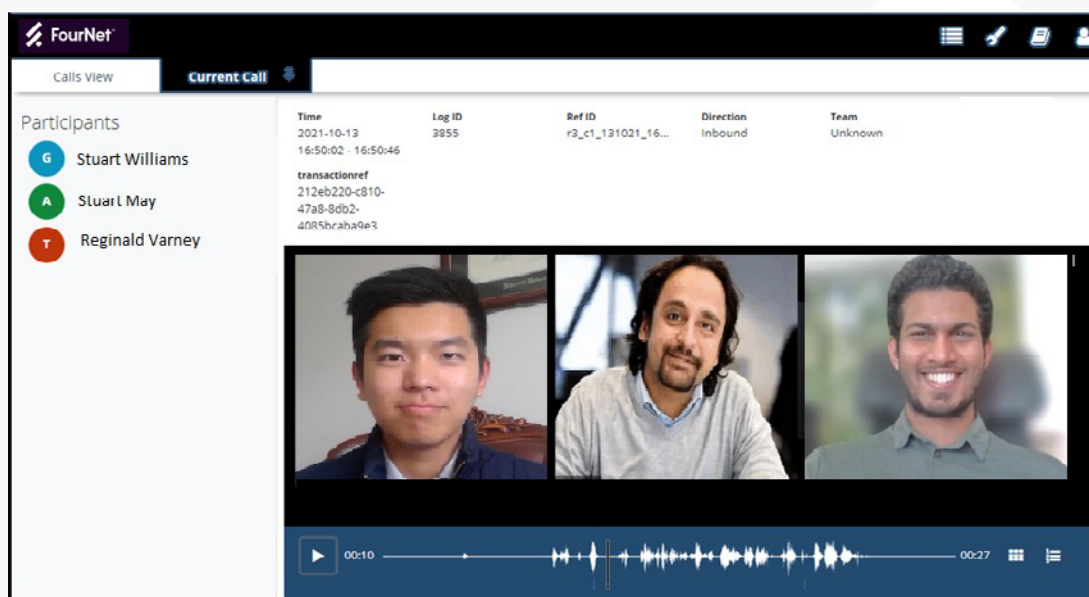 FourNet
Calls View
Current Call
Participants
G
Stuart Williams
A
Stuart May
T
Reginald Varney
Time
Log ID
Ref ID
Direction
Team
2021-10-13
3855
r3_c1_131021_16...
Inbound
Unknown
16:50:02 - 16:50:46
transactionref
212eb220-c810-
47a8-8db2-
4085bcaba9e3
00:10
00:27